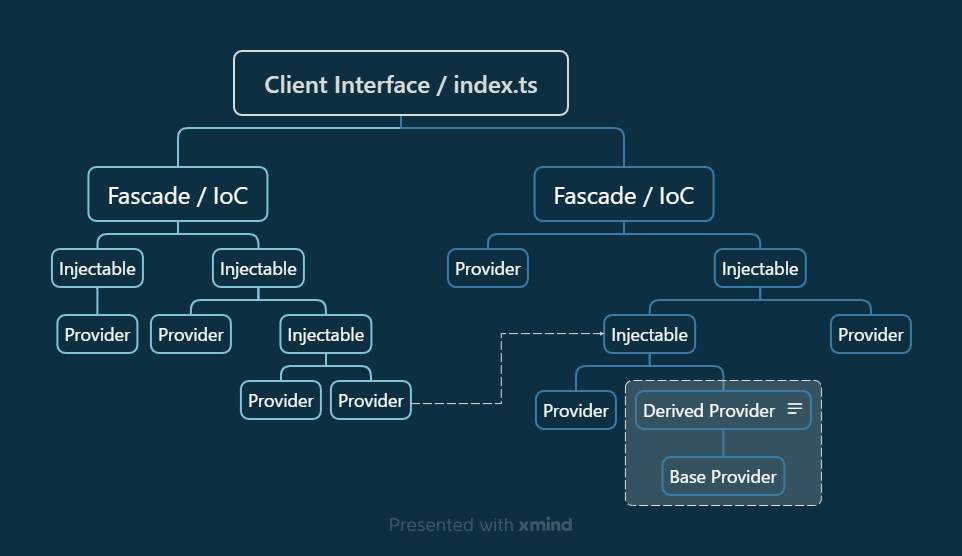 Client Interface / index.ts
Fascade / IoC
Fascade / IoC
Injectable
Injectable
Provider
Injectable
Provider
Provider
Injectable
Injectable
Provider
Provider
Provider
Provider
Derived Provider
Base Provider
Presented with xmind